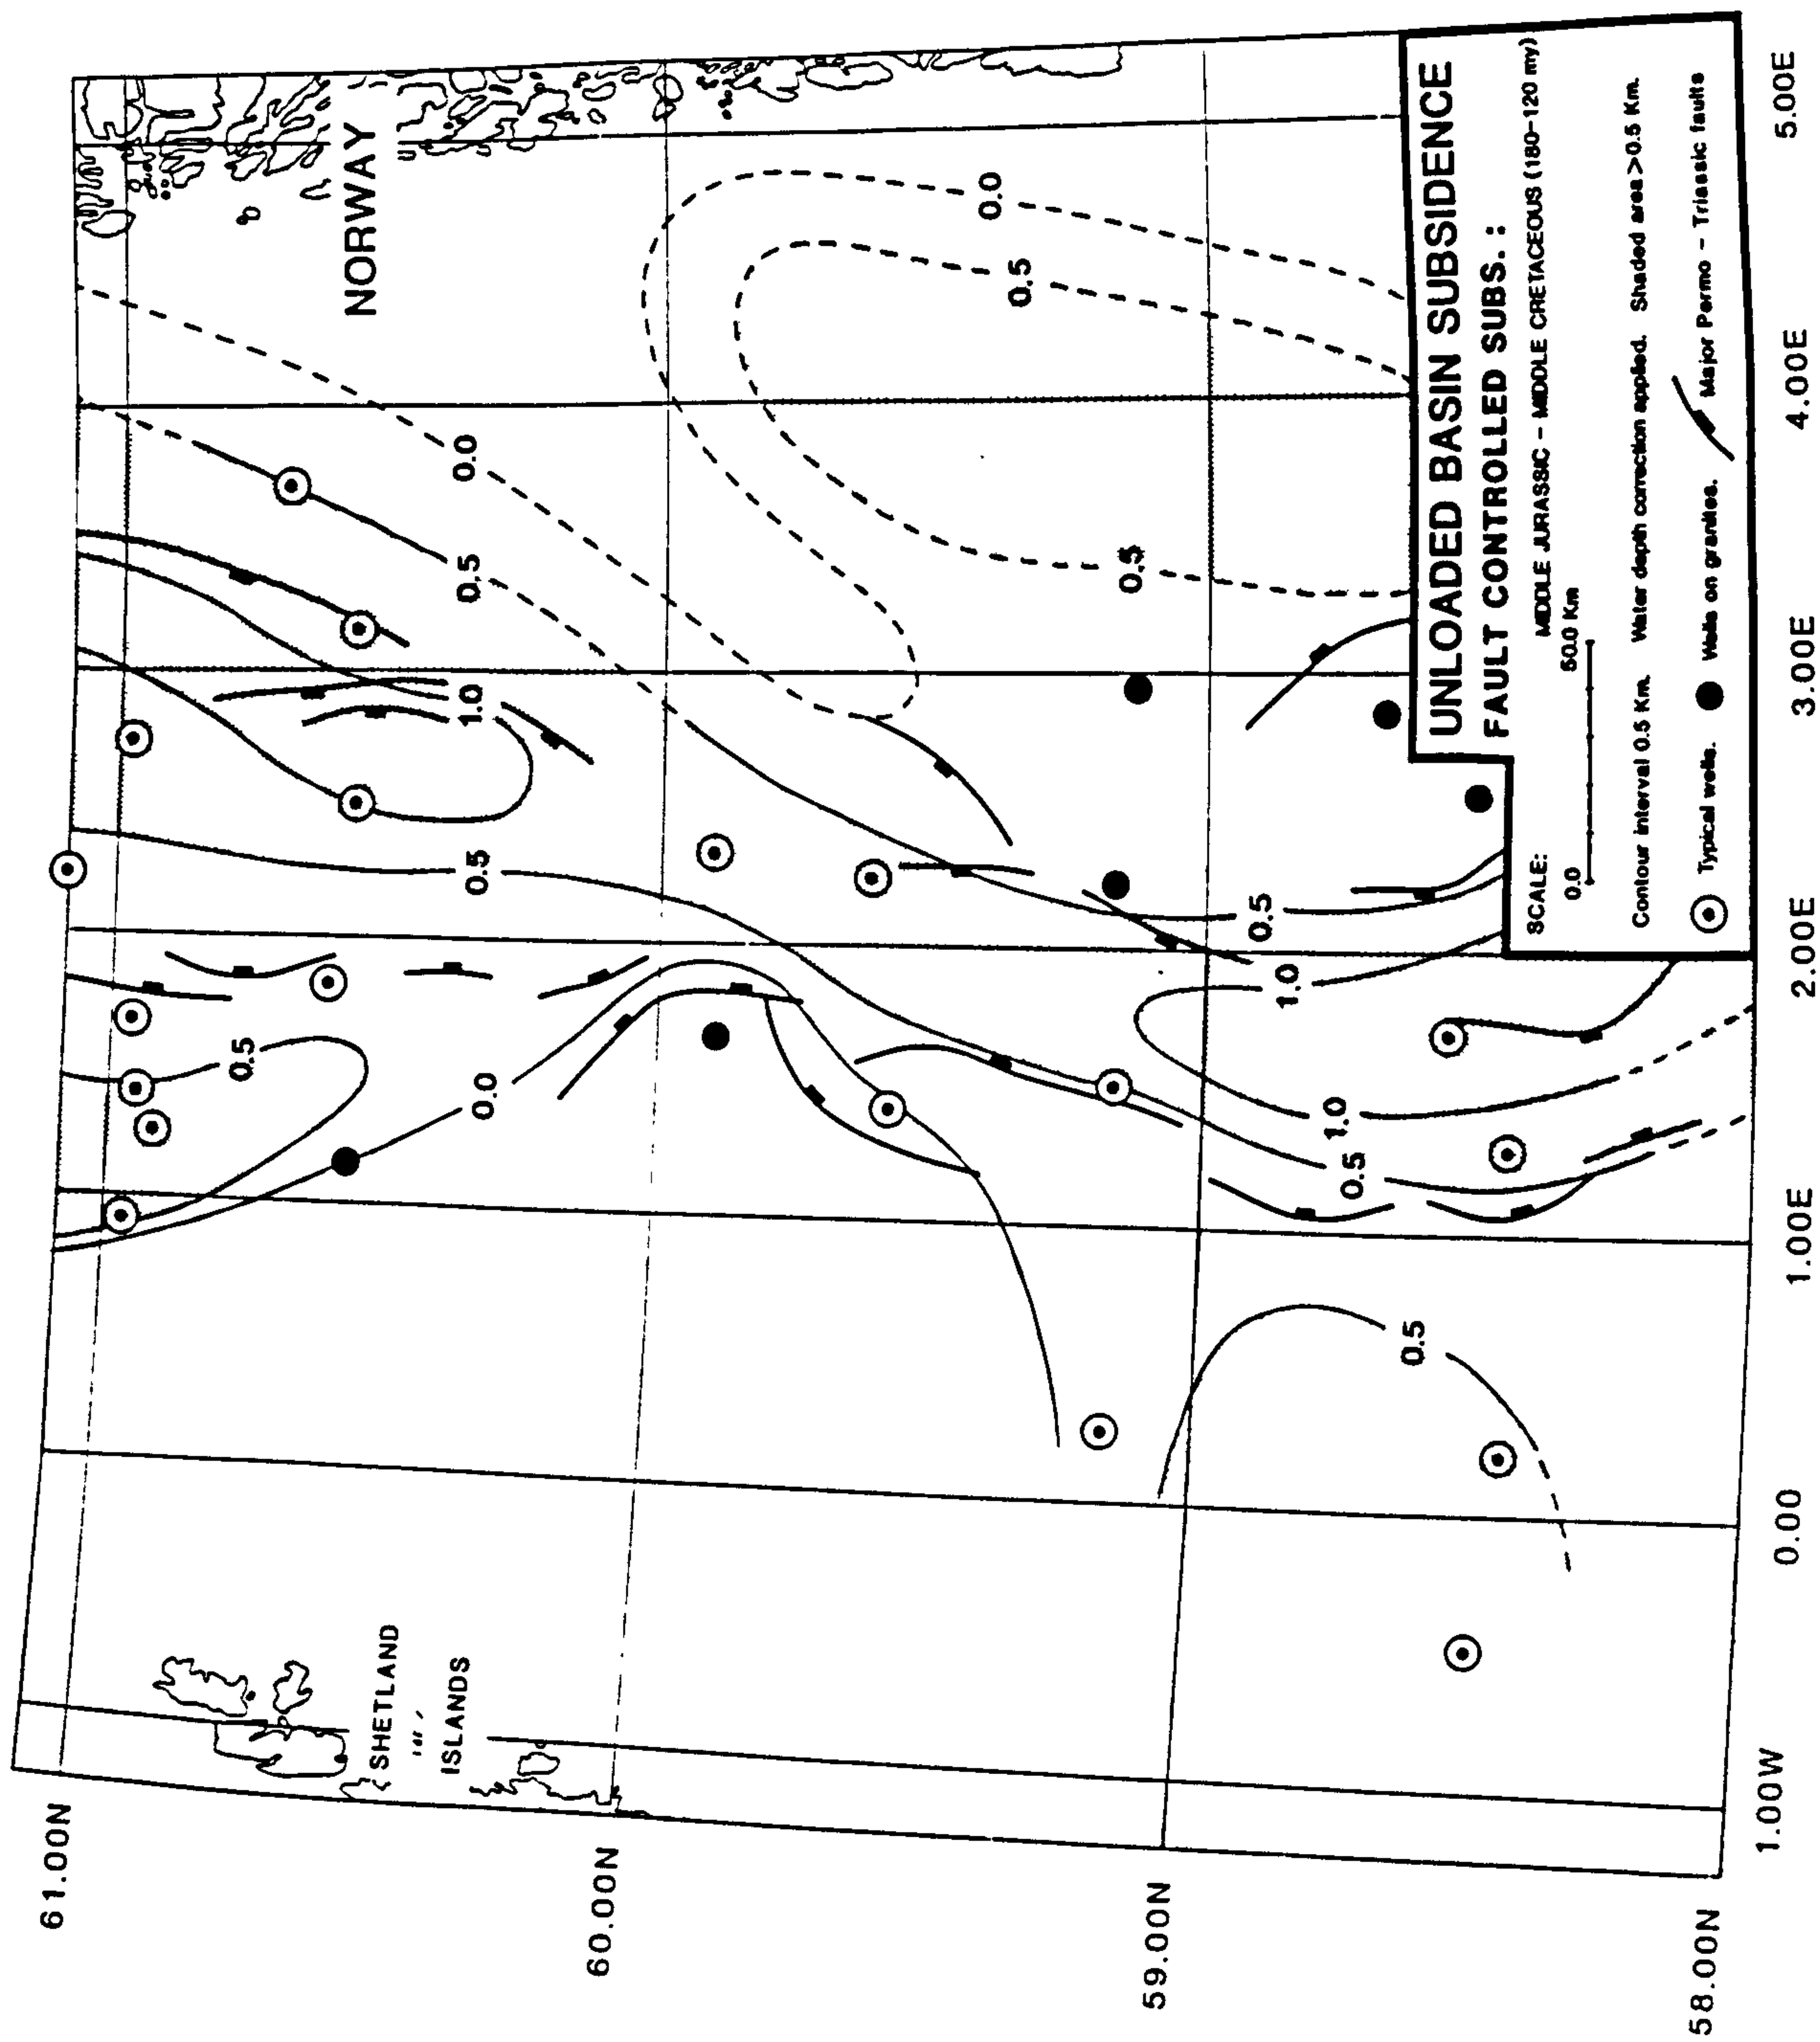 61.00N
60.00N
59.00N
58.00N
1.00W
0.00
1.00E
2.00E
3.00E
4.00E
5.00E
SHETLAND
ISLANDS
NORWAY
0.5
0.0
0.5
1.0
0.5
0.0
0.5
0.0
0.5
0.5
0.5
1.0
1.0
0.5
0.5
UNLOADED BASIN SUBSIDENCE
FAULT CONTROLLED SUBS. :
MIDDLE JURASSIC - MIDDLE CRETACEOUS (180-120 my)
SCALE:
0.0 50.0 Km
Contour interval 0.5 Km. Water depth correction applied. Shaded area > 0.5 Km.
Typical wells. Wells on granites. Major Permo - Triassic faults